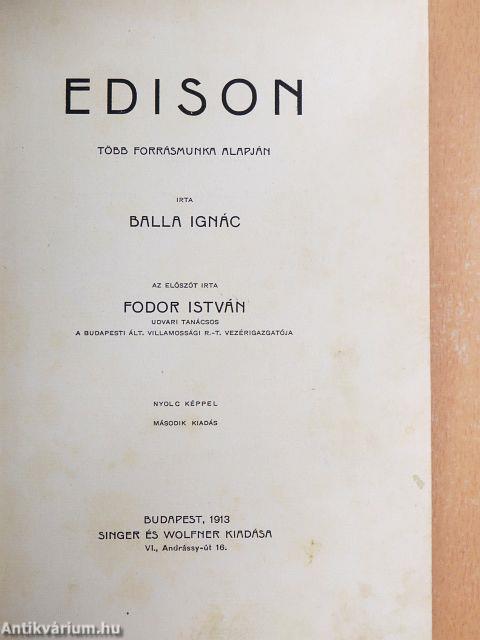 EDISON
TÖBB FORRÁSMUNKA ALAPJÁN
IRTA
BALLA IGNÁC
AZ ELŐSZÓT IRTA
FODOR ISTVÁN
UDVARI TANÁCSOS
A BUDAPESTI ÁLT. VILLAMOSSÁGI R.-T. VEZÉRIGAZGATÓJA
NYOLC KÉPPEL
MÁSODIK KIADÁS
BUDAPEST, 1913
SINGER ÉS WOLFNER KIADÁSA
VI., Andrássy-út 16.
Antikvárium.hu